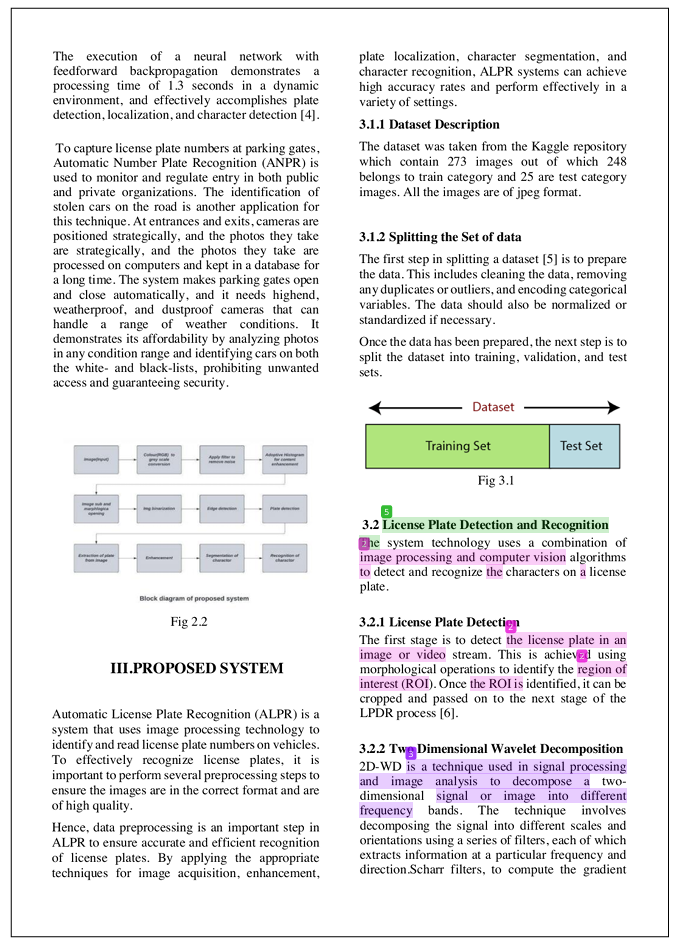 The execution of a neural network with
feedforward backpropagation demonstrates a
processing time of 1.3 seconds in a dynamic
environment, and effectively accomplishes plate
detection, localization, and character detection [4].
To capture license plate numbers at parking gates,
Automatic Number Plate Recognition (ANPR) is
used to monitor and regulate entry in both public
and private organizations. The identification of
stolen cars on the road is another application for
this technique. At entrances and exits, cameras are
positioned strategically, and the photos they take
are strategically, and the photos they take are
processed on computers and kept in a database for
a long time. The system makes parking gates open
and close automatically, and it needs highend,
weatherproof, and dustproof cameras that can
handle a range of weather conditions. It
demonstrates its affordability by analyzing photos
in any condition range and identifying cars on both
the white- and black-lists, prohibiting unwanted
access and guaranteeing security.
Image(Input)
Colour(RGB) to
grey scale
conversion
Apply filter to
remove noise
Adaptive Histogram
for content
enhancement
Image sub and
morphogica
opening
Img binarization
Edge detection
Plate detection
Extraction of plate
from image
Enhancement
Segmentation of
charactor
Recognition of
charactor
Block diagram of proposed system
Fig 2.2
III.PROPOSED SYSTEM
Automatic License Plate Recognition (ALPR) is a
system that uses image processing technology to
identify and read license plate numbers on vehicles.
To effectively recognize license plates, it is
important to perform several preprocessing steps to
ensure the images are in the correct format and are
of high quality.
Hence, data preprocessing is an important step in
ALPR to ensure accurate and efficient recognition
of license plates. By applying the appropriate
techniques for image acquisition, enhancement,
plate localization, character segmentation, and
character recognition, ALPR systems can achieve
high accuracy rates and perform effectively in a
variety of settings.
3.1.1 Dataset Description
The dataset was taken from the Kaggle repository
which contain 273 images out of which 248
belongs to train category and 25 are test category
images. All the images are of jpeg format.
3.1.2 Splitting the Set of data
The first step in splitting a dataset [5] is to prepare
the data. This includes cleaning the data, removing
any duplicates or outliers, and encoding categorical
variables. The data should also be normalized or
standardized if necessary.
Once the data has been prepared, the next step is to
split the dataset into training, validation, and test
sets.
Dataset
Training Set
Test Set
Fig 3.1
5
3.2 License Plate Detection and Recognition
2
The system technology uses a combination of
image processing and computer vision algorithms
to detect and recognize the characters on a license
plate.
3.2.1 License Plate Detection
2
The first stage is to detect the license plate in an
image or video stream. This is achieved using
2
morphological operations to identify the region of
interest (ROI). Once the ROI is identified, it can be
cropped and passed on to the next stage of the
LPDR process [6].
3.2.2 Two Dimensional Wavelet Decomposition
3
2D-WD is a technique used in signal processing
and image analysis to decompose a two-
dimensional signal or image into different
frequency bands. The technique involves
decomposing the signal into different scales and
orientations using a series of filters, each of which
extracts information at a particular frequency and
direction.Scharr filters, to compute the gradient